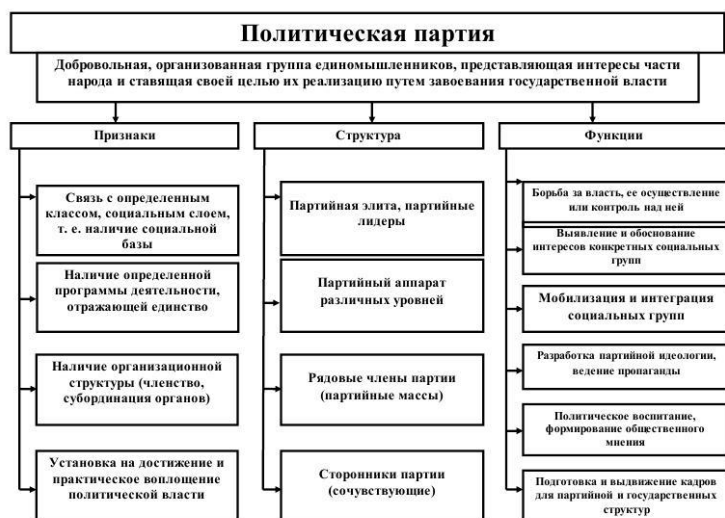 Политическая партия
Добровольная, организованная группа единомышленников, представляющая интересы части
народа и ставящая своей целью их реализацию путем завоевания государственной власти
Признаки
Связь с определенным
классом, социальным слоем,
т. е. наличие социальной
базы
Наличие определенной
программы деятельности,
отражающей единство
Наличие организационной
структуры (членство,
субординация органов)
Установка на достижение и
практическое воплощение
политической власти
Структура
Партийная элита, партийные
лидеры
Партийный аппарат
различных уровней
Рядовые члены партии
(партийные массы)
Сторонники партии
(сочувствующие)
Функции
Борьба за власть, ее осуществление
или контроль над ней
Выявление и обоснование
интересов конкретных социальных
групп
Мобилизация и интеграция
социальных групп
Разработка партийной идеологии,
ведение пропаганды
Политическое воспитание,
формирование общественного
мнения
Подготовка и выдвижение кадров
для партийной и государственных
структур